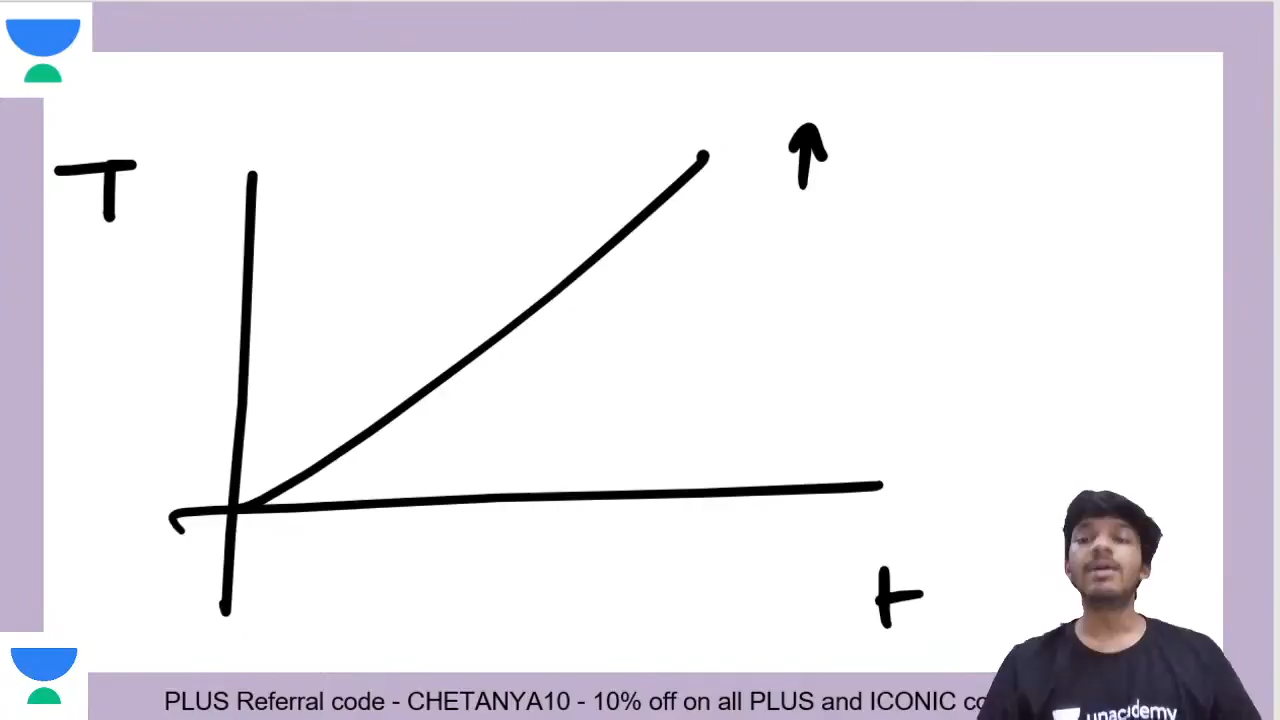 T
t
PLUS Referral code - CHETANYA10 - 10% off on all PLUS and ICONIC co
unacademy